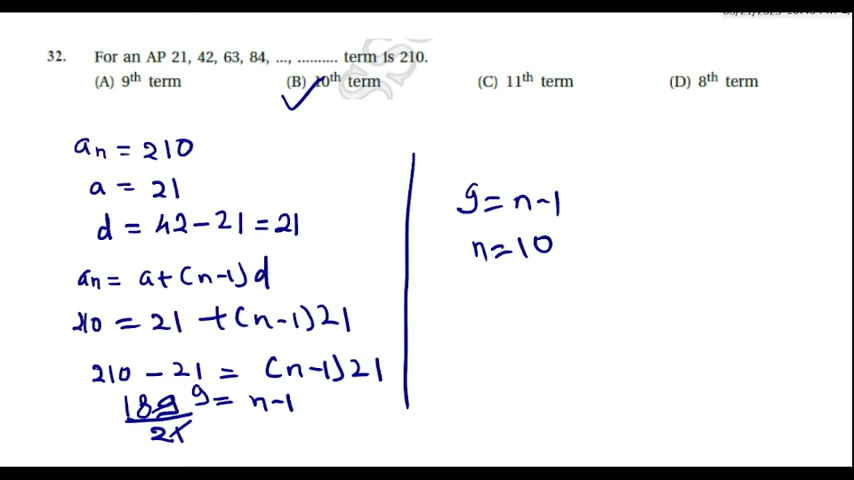 32. For an AP 21, 42, 63, 84, ..., .......... term is 210.
(A) 9th term (B) 10th term (C) 11th term (D) 8th term
an = 210
a = 21
d = 42 - 21 = 21
an = a + (n-1) d
210 = 21 + (n-1) 21
210 - 21 = (n-1) 21
189 9 = n-1
21
9 = n-1
n = 10